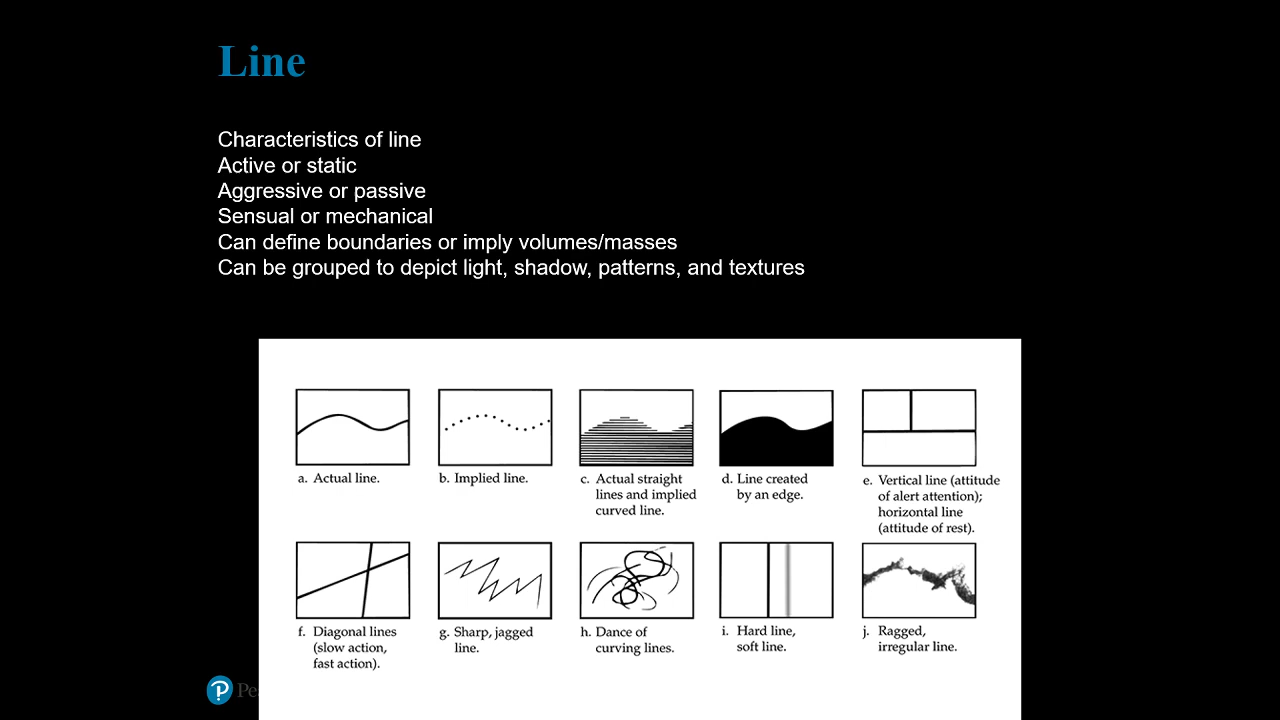 Line
Characteristics of line
Active or static
Aggressive or passive
Sensual or mechanical
Can define boundaries or imply volumes/masses
Can be grouped to depict light, shadow, patterns, and textures
a. Actual line.
b. Implied line.
c. Actual straight
lines and implied
curved line.
d. Line created
by an edge.
e. Vertical line (attitude
of alert attention);
horizontal line
(attitude of rest).
f. Diagonal lines
(slow action,
fast action).
g. Sharp, jagged
line.
h. Dance of
curving lines.
i. Hard line,
soft line.
j. Ragged,
irregular line.